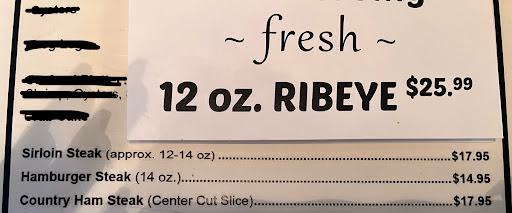 Oysters
~ fresh ~
12 oz. RIBEYE $25.99
Sirloin Steak (approx. 12-14 oz) ........ $17.95
Hamburger Steak (14 oz.)........ $14.95
Country Ham Steak (Center Cut Slice)........ $17.95